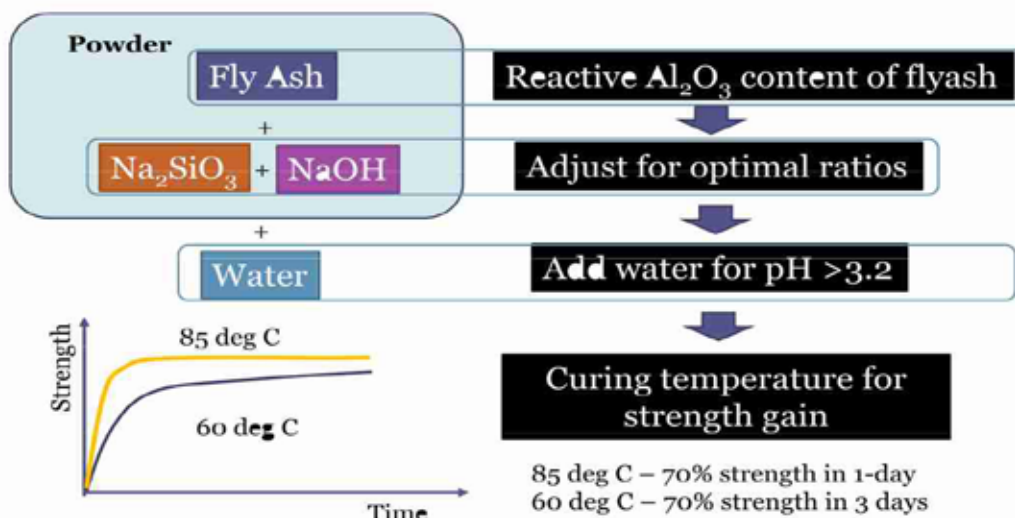 Powder
Fly Ash
Reactive Al₂O₃ content of flyash
+
Na₂SiO₃ + NaOH
Adjust for optimal ratios
+
Water
Add water for pH >3.2
85 deg C
Strength
60 deg C
Time
Curing temperature for
strength gain
85 deg C – 70% strength in 1-day
60 deg C – 70% strength in 3 days